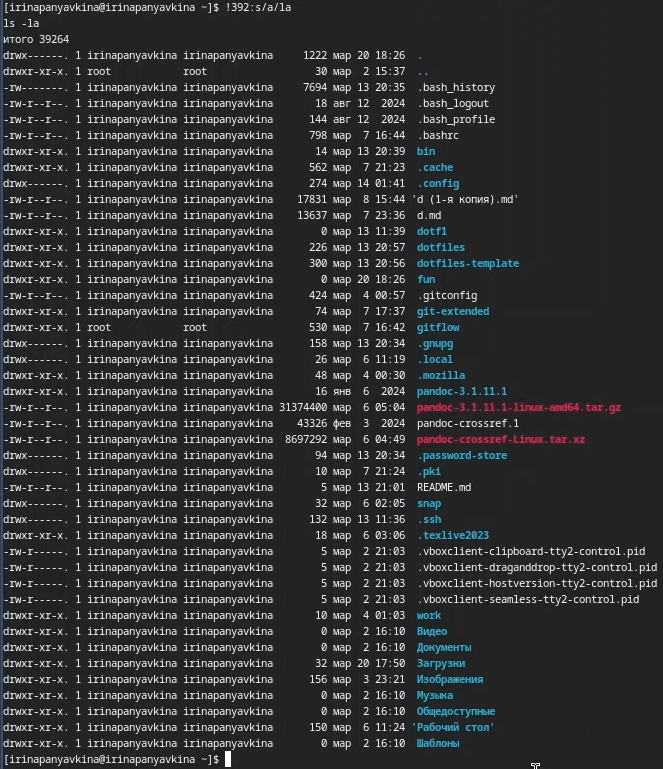 [irinapanyavkina@irinapanyavkina ~]$ !392:s/a/la
ls -la
итого 39264
drwx------. 1 irinapanyavkina irinapanyavkina     1222 мар 20 18:26  .
drwxr-xr-x. 1 root            root                  30 мар  2 15:37  ..
-rw-------. 1 irinapanyavkina irinapanyavkina     7694 мар 13 20:35  .bash_history
-rw-r--r--. 1 irinapanyavkina irinapanyavkina       18 авг 12  2024  .bash_logout
-rw-r--r--. 1 irinapanyavkina irinapanyavkina      144 авг 12  2024  .bash_profile
-rw-r--r--. 1 irinapanyavkina irinapanyavkina      798 мар  7 16:44  .bashrc
drwxr-xr-x. 1 irinapanyavkina irinapanyavkina       14 мар 13 20:39  bin
drwxr-xr-x. 1 irinapanyavkina irinapanyavkina      562 мар  7 21:23  .cache
drwx------. 1 irinapanyavkina irinapanyavkina      274 мар 14 01:41  .config
-rw-r--r--. 1 irinapanyavkina irinapanyavkina    17831 мар  8 15:44 'd (1-я копия).md'
-rw-r--r--. 1 irinapanyavkina irinapanyavkina    13637 мар  7 23:36  d.md
drwxr-xr-x. 1 irinapanyavkina irinapanyavkina        0 мар 13 11:39  dotf1
drwxr-xr-x. 1 irinapanyavkina irinapanyavkina      226 мар 13 20:57  dotfiles
drwxr-xr-x. 1 irinapanyavkina irinapanyavkina      300 мар 13 20:56  dotfiles-template
drwxr-xr-x. 1 irinapanyavkina irinapanyavkina        0 мар 20 18:26  fun
-rw-r--r--. 1 irinapanyavkina irinapanyavkina      424 мар  4 00:57  .gitconfig
drwxr-xr-x. 1 irinapanyavkina irinapanyavkina       74 мар  7 17:37  git-extended
drwxr-xr-x. 1 root            root                 530 мар  7 16:42  gitflow
drwx------. 1 irinapanyavkina irinapanyavkina      158 мар 13 20:34  .gnupg
drwx------. 1 irinapanyavkina irinapanyavkina       26 мар  6 11:19  .local
drwxr-xr-x. 1 irinapanyavkina irinapanyavkina       48 мар  4 00:30  .mozilla
drwxr-xr-x. 1 irinapanyavkina irinapanyavkina       16 янв  6  2024  pandoc-3.1.11.1
-rw-r--r--. 1 irinapanyavkina irinapanyavkina 31374400 мар  6 05:04  pandoc-3.1.11.1-linux-amd64.tar.gz
-rw-r--r--. 1 irinapanyavkina irinapanyavkina    43326 фев  3  2024  pandoc-crossref.1
-rw-r--r--. 1 irinapanyavkina irinapanyavkina  8697292 мар  6 04:49  pandoc-crossref-Linux.tar.xz
drwx------. 1 irinapanyavkina irinapanyavkina       94 мар 13 20:34  .password-store
drwx------. 1 irinapanyavkina irinapanyavkina       10 мар  7 21:24  .pki
-rw-r--r--. 1 irinapanyavkina irinapanyavkina        5 мар 13 21:01  README.md
drwx------. 1 irinapanyavkina irinapanyavkina       32 мар  6 02:05  snap
drwx------. 1 irinapanyavkina irinapanyavkina      132 мар 13 11:36  .ssh
drwxr-xr-x. 1 irinapanyavkina irinapanyavkina       18 мар  6 03:06  .texlive2023
-rw-r-----. 1 irinapanyavkina irinapanyavkina        5 мар  2 21:03  .vboxclient-clipboard-tty2-control.pid
-rw-r-----. 1 irinapanyavkina irinapanyavkina        5 мар  2 21:03  .vboxclient-draganddrop-tty2-control.pid
-rw-r-----. 1 irinapanyavkina irinapanyavkina        5 мар  2 21:03  .vboxclient-hostversion-tty2-control.pid
-rw-r-----. 1 irinapanyavkina irinapanyavkina        5 мар  2 21:03  .vboxclient-seamless-tty2-control.pid
drwxr-xr-x. 1 irinapanyavkina irinapanyavkina       10 мар  4 01:03  work
drwxr-xr-x. 1 irinapanyavkina irinapanyavkina        0 мар  2 16:10  Видео
drwxr-xr-x. 1 irinapanyavkina irinapanyavkina        0 мар  2 16:10  Документы
drwxr-xr-x. 1 irinapanyavkina irinapanyavkina       32 мар 20 17:50  Загрузки
drwxr-xr-x. 1 irinapanyavkina irinapanyavkina      156 мар  3 23:21  Изображения
drwxr-xr-x. 1 irinapanyavkina irinapanyavkina        0 мар  2 16:10  Музыка
drwxr-xr-x. 1 irinapanyavkina irinapanyavkina        0 мар  2 16:10  Общедоступные
drwxr-xr-x. 1 irinapanyavkina irinapanyavkina      150 мар  6 11:24 'Рабочий стол'
drwxr-xr-x. 1 irinapanyavkina irinapanyavkina        0 мар  2 16:10  Шаблоны
[irinapanyavkina@irinapanyavkina ~]$